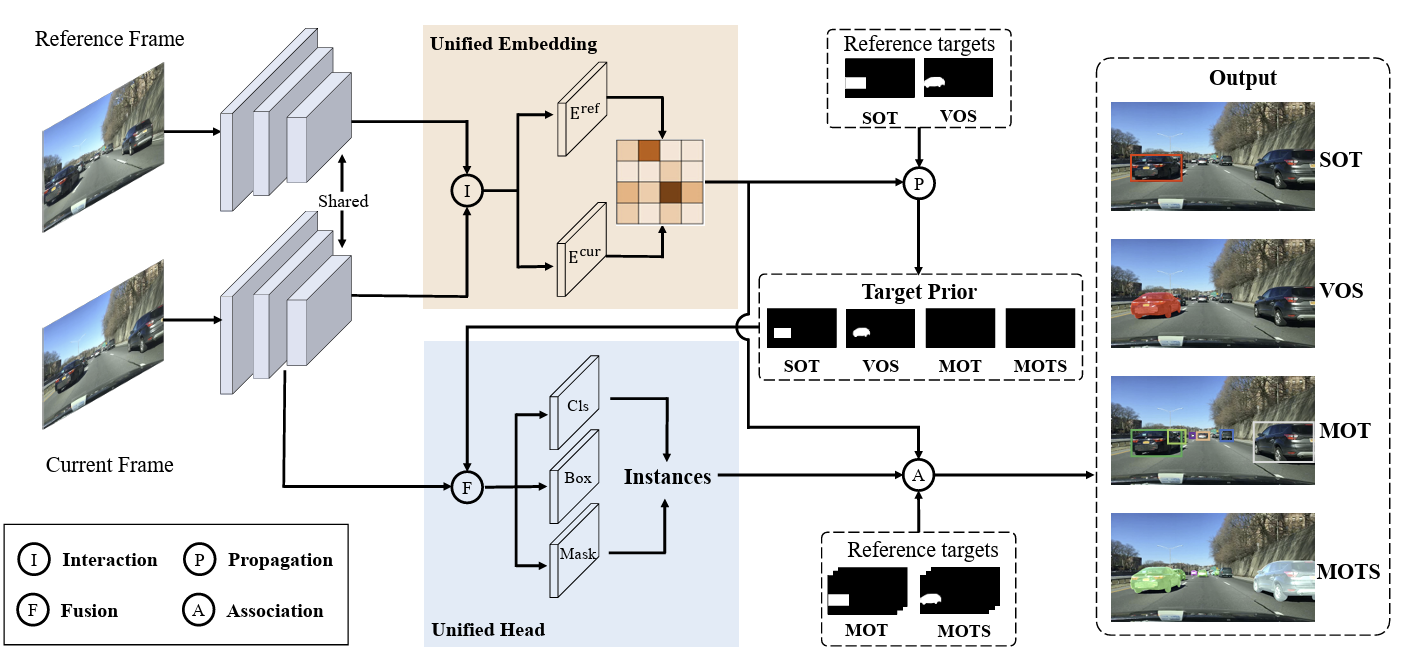 Reference Frame
Shared
Current Frame
I Interaction
P Propagation
F Fusion
A Association
Unified Embedding
I
E^ref
E^cur
Unified Head
F
Cls
Box
Mask
Instances
Reference targets
SOT VOS
P
Target Prior
SOT VOS MOT MOTS
A
Reference targets
MOT MOTS
Output
SOT
VOS
MOT
MOTS